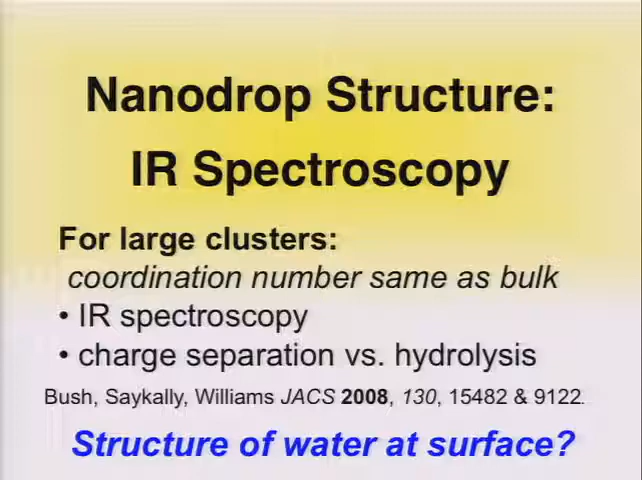 Nanodrop Structure:
IR Spectroscopy
For large clusters:
coordination number same as bulk
• IR spectroscopy
• charge separation vs. hydrolysis
Bush, Saykally, Williams JACS 2008, 130, 15482 & 9122.
Structure of water at surface?